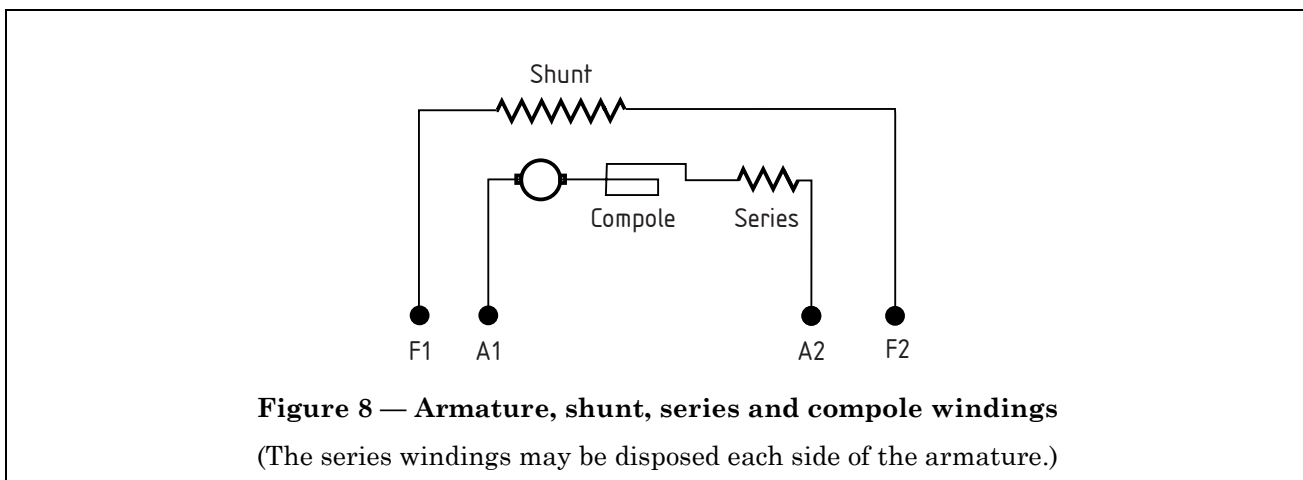 Shunt
Compole Series
F1 A1 A2 F2
Figure 8 — Armature, shunt, series and compole windings
(The series windings may be disposed each side of the armature.)